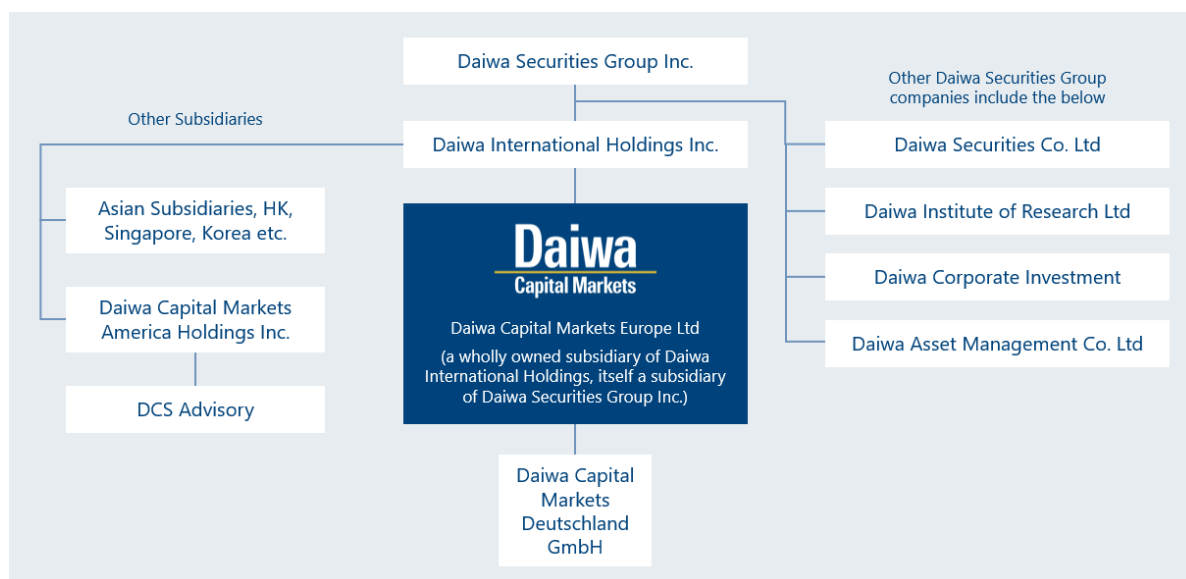 Daiwa Securities Group Inc.
Other Daiwa Securities Group
companies include the below
Other Subsidiaries
Daiwa International Holdings Inc.
Daiwa Securities Co. Ltd
Asian Subsidiaries, HK,
Singapore, Korea etc.
Daiwa Institute of Research Ltd
Daiwa
Capital Markets
Daiwa Corporate Investment
Daiwa Capital Markets
America Holdings Inc.
Daiwa Capital Markets Europe Ltd
(a wholly owned subsidiary of Daiwa
International Holdings, itself a subsidiary
of Daiwa Securities Group Inc.)
Daiwa Asset Management Co. Ltd
DCS Advisory
Daiwa Capital
Markets
Deutschland
GmbH